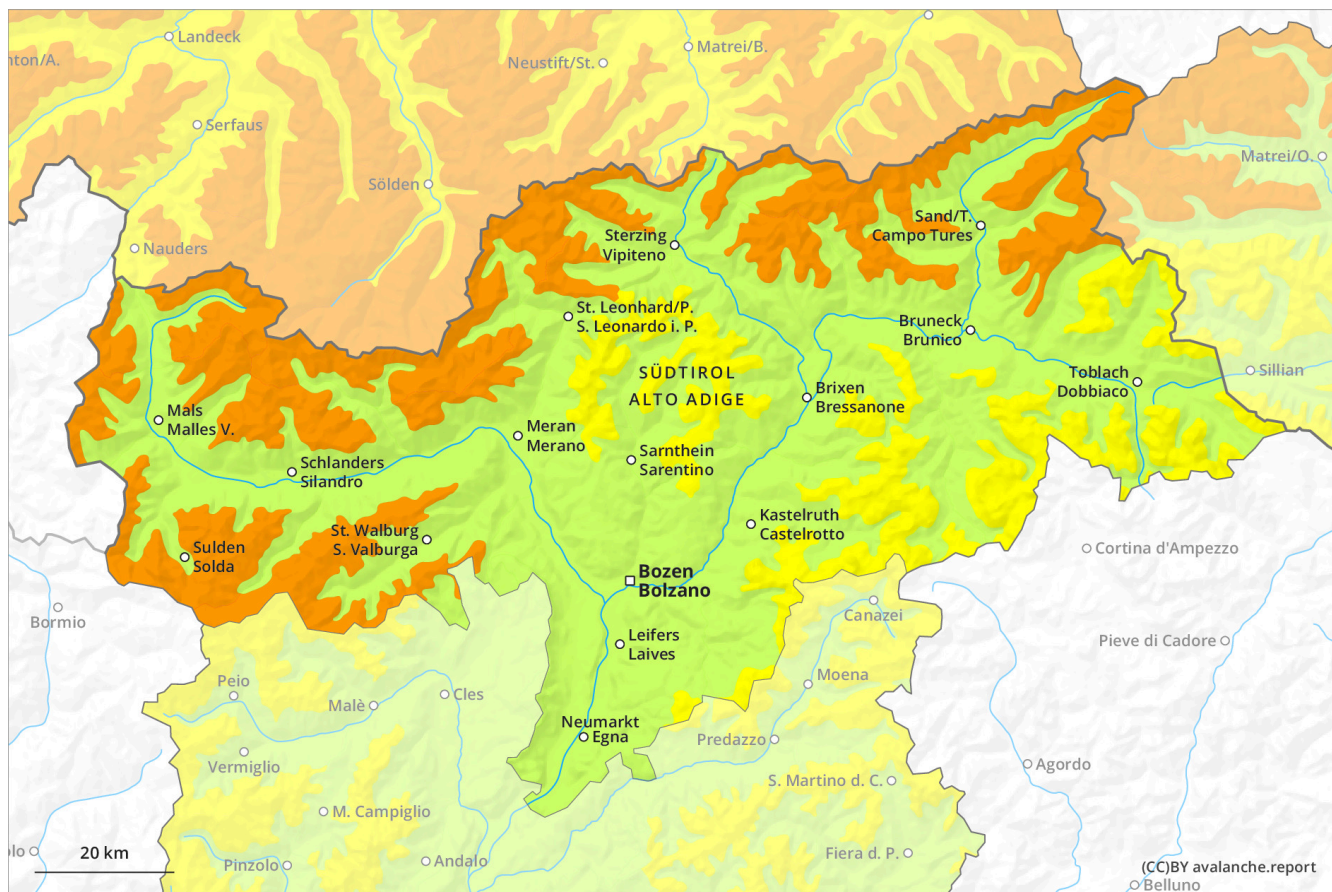 Landeck
nton/A.
Matrei/B.
Neustift/St.
Serfaus
Matrei/O.
Sölden
Nauders
Sand/T.
Campo Tures
Sterzing
Vipiteno
St. Leonhard/P.
S. Leonardo i. P.
Bruneck
Brunico
SÜDTIROL
ALTO ADIGE
Toblach
Dobbiaco
Sillian
Brixen
Bressanone
Mals
Malles V.
Meran
Merano
Sarnthein
Sarentino
Schlanders
Silandro
Kastelruth
Castelrotto
St. Walburg
S. Valburga
Sulden
Solda
Cortina d'Ampezzo
Bozen
Bolzano
Bormio
Canazei
Leifers
Laives
Pieve di Cadore
Moena
Peio
Malè
Cles
Neumarkt
Egna
Predazzo
Vermiglio
Agordo
S. Martino d. C.
M. Campiglio
olo
20 km
Pinzolo
Andalo
Fiera d. P.
(CC)BY avalanche.report
Belluno